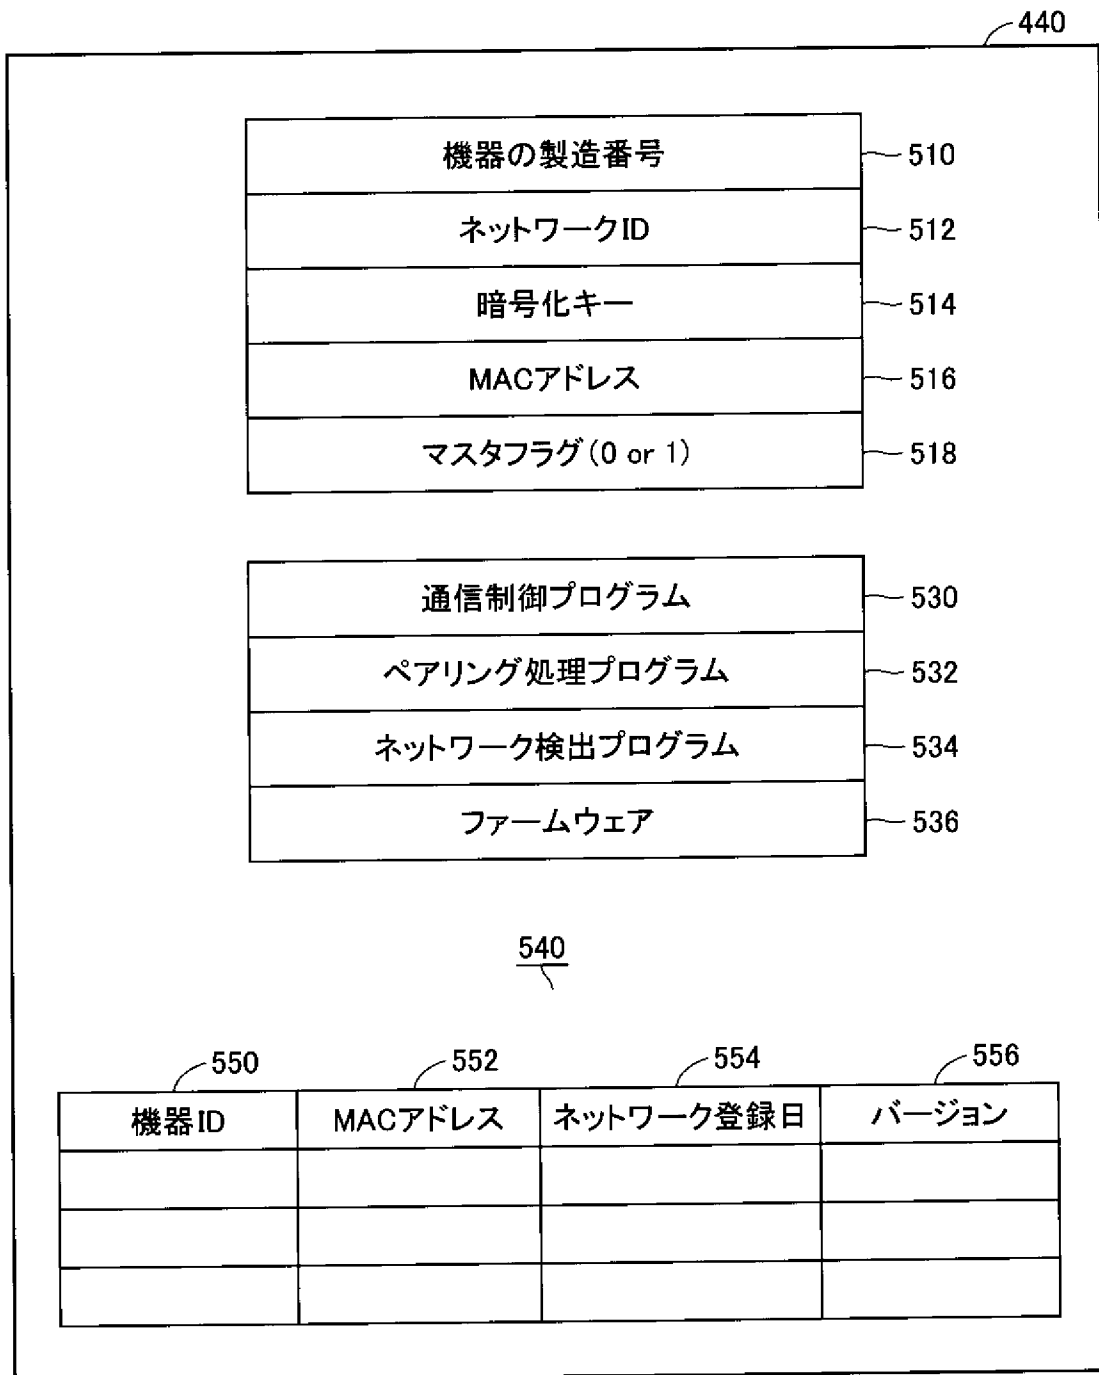 440
機器の製造番号 510
ネットワークID 512
暗号化キー 514
MACアドレス 516
マスタフラグ(0 or 1) 518
通信制御プログラム 530
ペアリング処理プログラム 532
ネットワーク検出プログラム 534
ファームウェア 536
540
550 552 554 556
機器ID MACアドレス ネットワーク登録日 バージョン